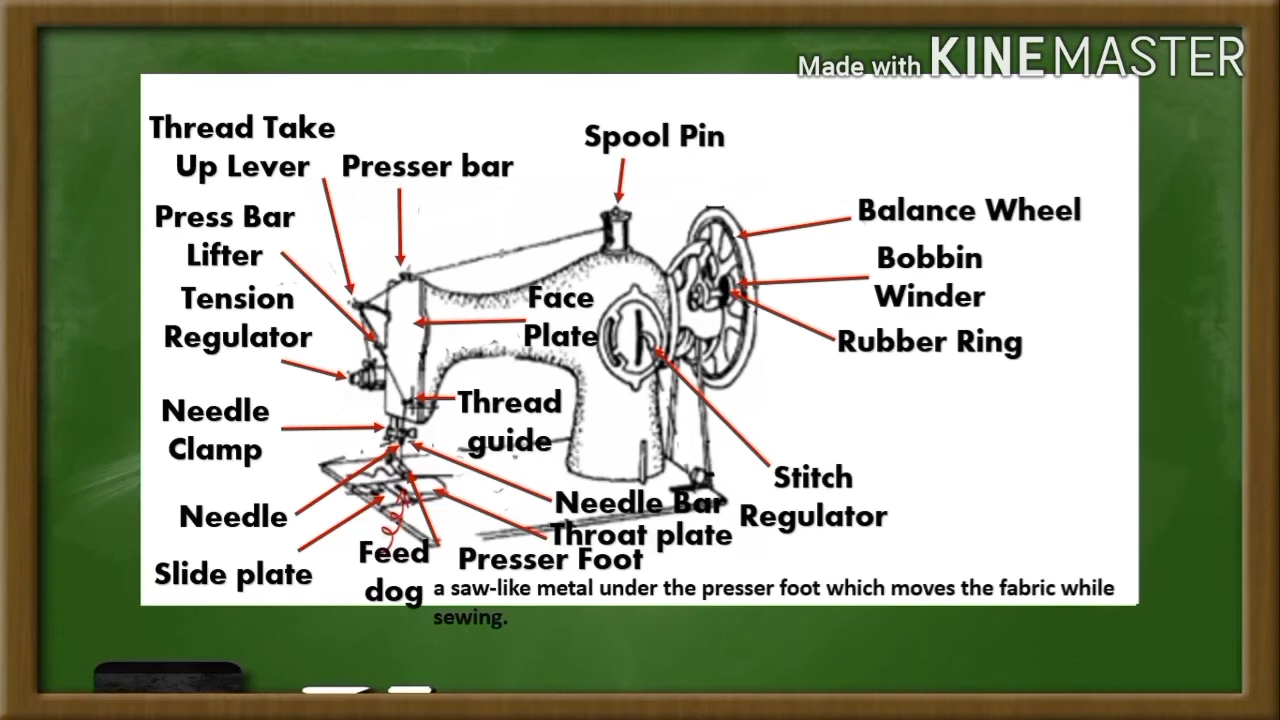 Made with KINEMASTER
Thread Take
Up Lever
Presser bar
Spool Pin
Press Bar
Lifter
Balance Wheel
Tension
Regulator
Face
Plate
Bobbin
Winder
Rubber Ring
Needle
Clamp
Thread
guide
Needle
Needle Bar
Stitch
Regulator
Throat plate
Slide plate
Feed
dog
Presser Foot
a saw-like metal under the presser foot which moves the fabric while
sewing.